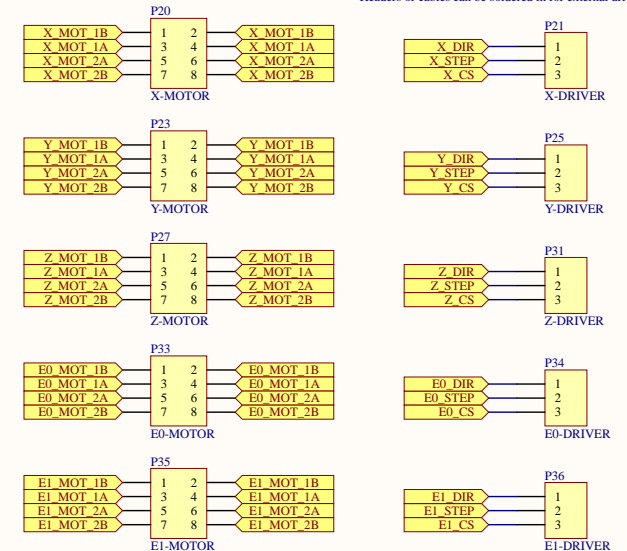 P20
X_MOT_1B 1 2 X_MOT_1B
X_MOT_1A 3 4 X_MOT_1A
X_MOT_2A 5 6 X_MOT_2A
X_MOT_2B 7 8 X_MOT_2B
X-MOTOR
P21
X_DIR 1
X_STEP 2
X_CS 3
X-DRIVER
P23
Y_MOT_1B 1 2 Y_MOT_1B
Y_MOT_1A 3 4 Y_MOT_1A
Y_MOT_2A 5 6 Y_MOT_2A
Y_MOT_2B 7 8 Y_MOT_2B
Y-MOTOR
P25
Y_DIR 1
Y_STEP 2
Y_CS 3
Y-DRIVER
P27
Z_MOT_1B 1 2 Z_MOT_1B
Z_MOT_1A 3 4 Z_MOT_1A
Z_MOT_2A 5 6 Z_MOT_2A
Z_MOT_2B 7 8 Z_MOT_2B
Z-MOTOR
P31
Z_DIR 1
Z_STEP 2
Z_CS 3
Z-DRIVER
P33
E0_MOT_1B 1 2 E0_MOT_1B
E0_MOT_1A 3 4 E0_MOT_1A
E0_MOT_2A 5 6 E0_MOT_2A
E0_MOT_2B 7 8 E0_MOT_2B
E0-MOTOR
P34
E0_DIR 1
E0_STEP 2
E0_CS 3
E0-DRIVER
P35
E1_MOT_1B 1 2 E1_MOT_1B
E1_MOT_1A 3 4 E1_MOT_1A
E1_MOT_2A 5 6 E1_MOT_2A
E1_MOT_2B 7 8 E1_MOT_2B
E1-MOTOR
P36
E1_DIR 1
E1_STEP 2
E1_CS 3
E1-DRIVER